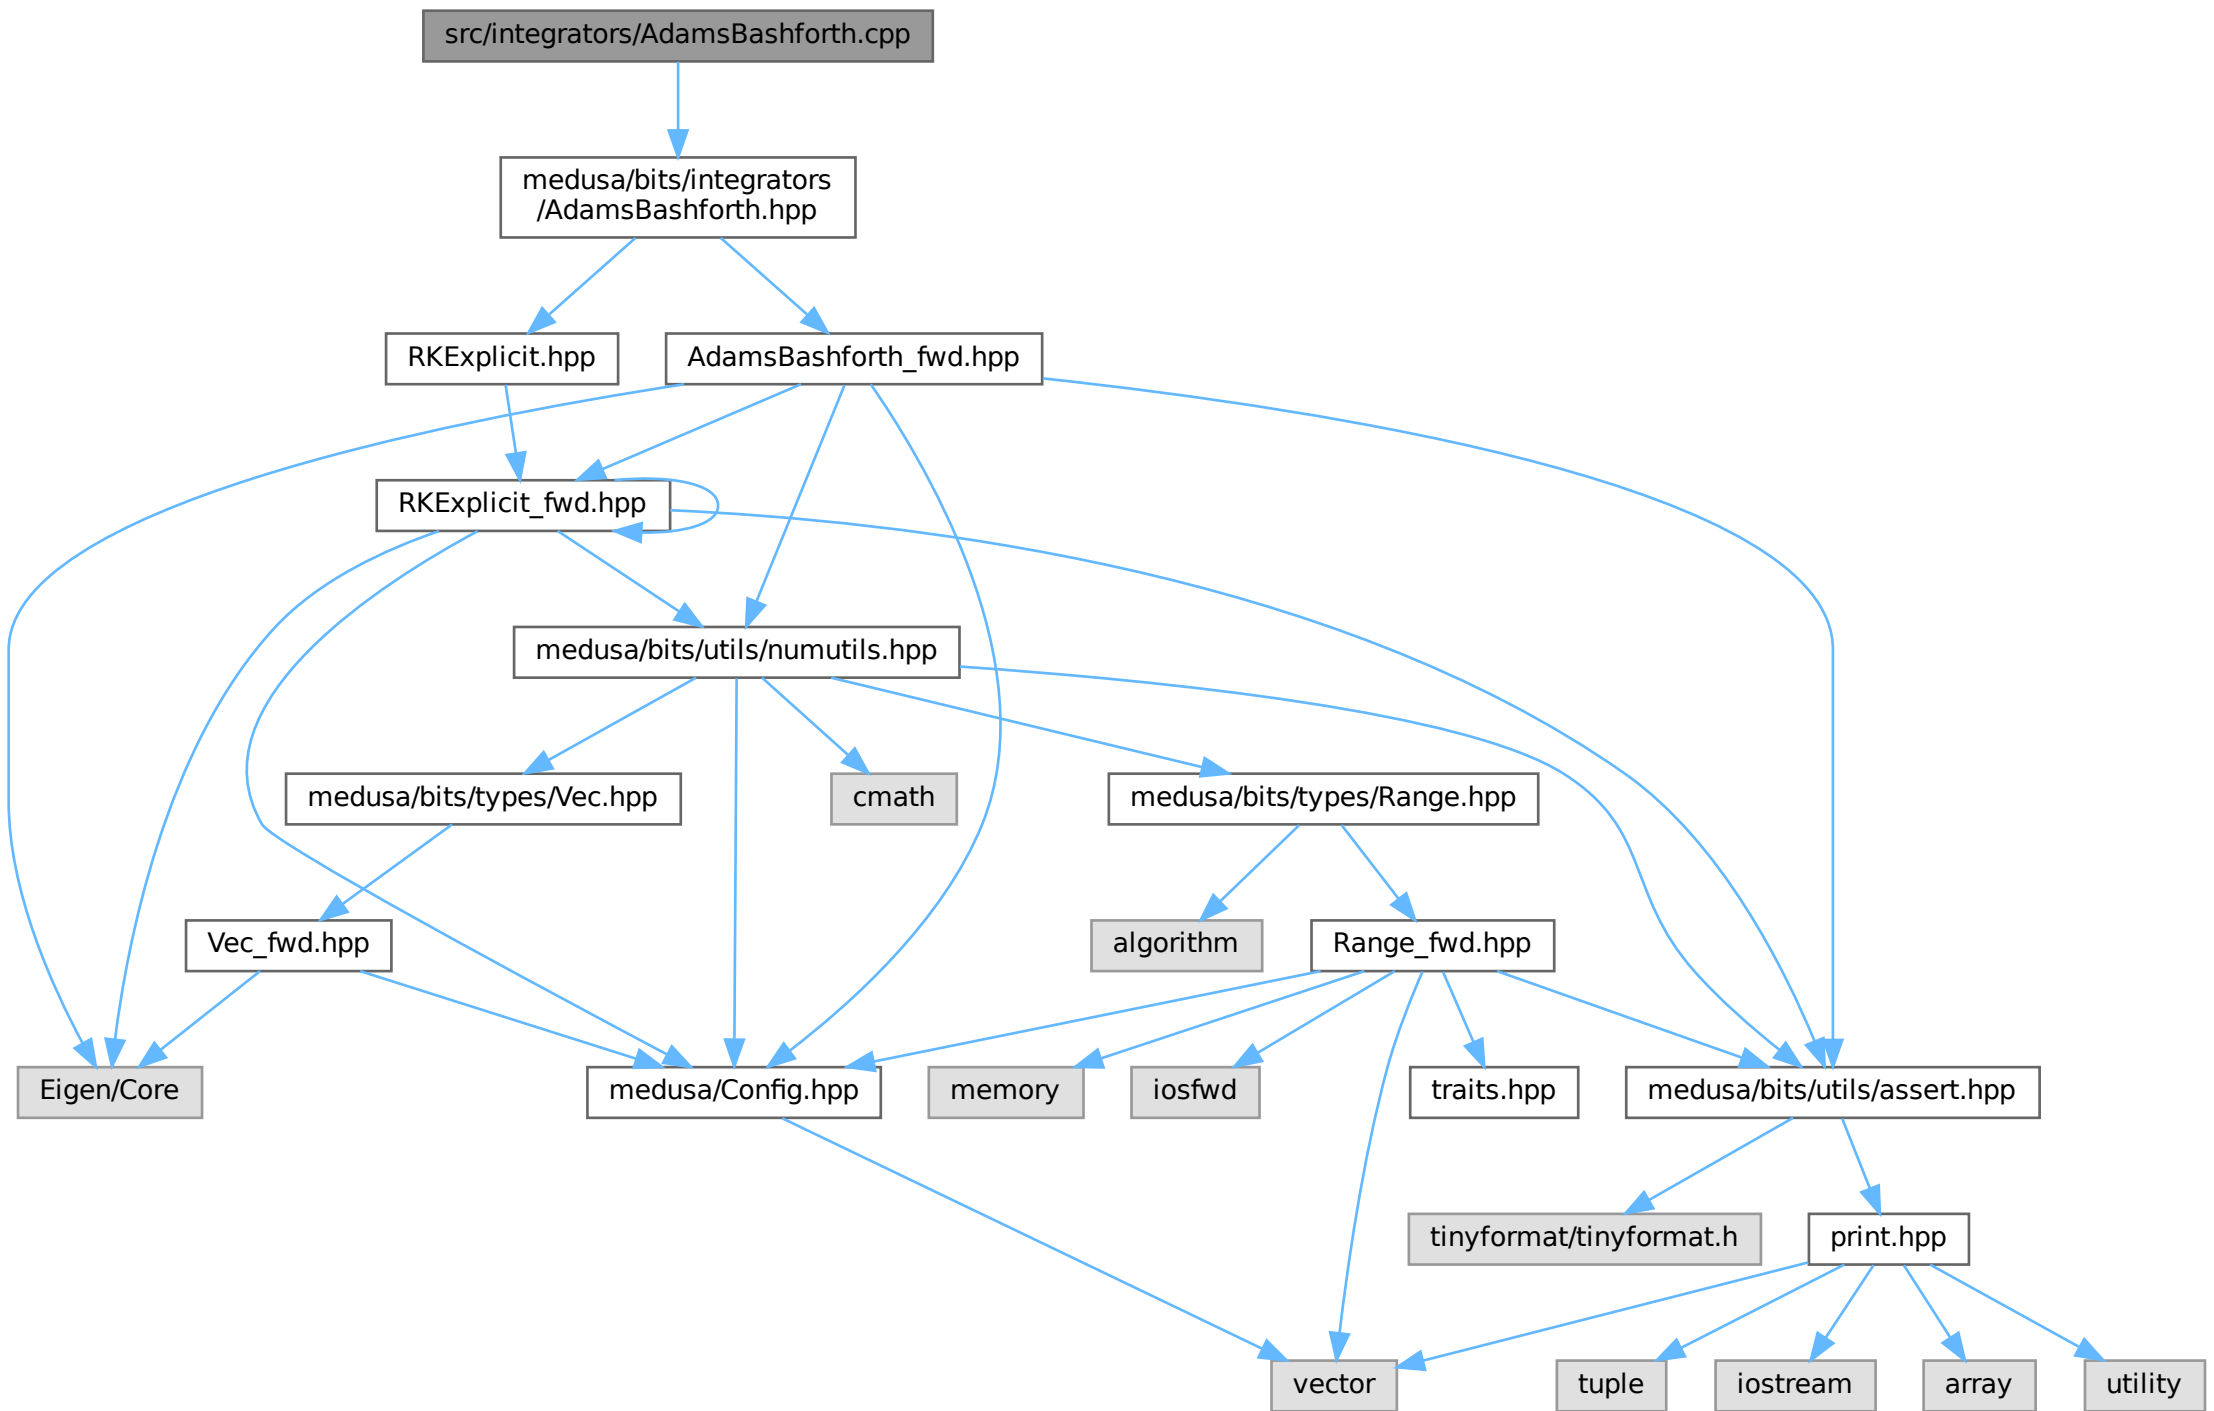 src/integrators/AdamsBashforth.cpp
medusa/bits/integrators
/AdamsBashforth.hpp
RKExplicit.hpp
AdamsBashforth_fwd.hpp
RKExplicit_fwd.hpp
medusa/bits/utils/numutils.hpp
medusa/bits/types/Vec.hpp
cmath
medusa/bits/types/Range.hpp
Vec_fwd.hpp
algorithm
Range_fwd.hpp
Eigen/Core
medusa/Config.hpp
memory
iosfwd
traits.hpp
medusa/bits/utils/assert.hpp
tinyformat/tinyformat.h
print.hpp
vector
tuple
iostream
array
utility